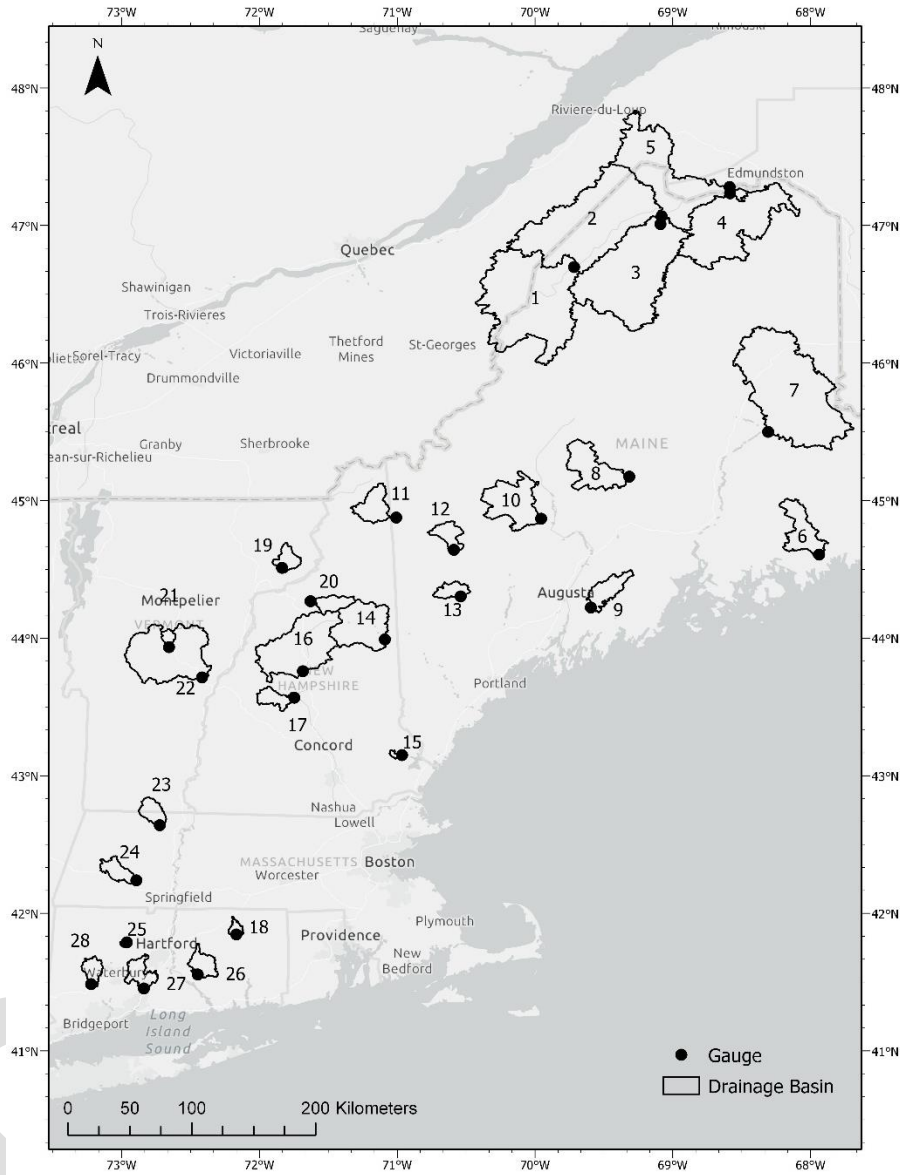 73°W 72°W 71°W 70°W 69°W 68°W
Saguenay
Rimouski
N
48°N 48°N
Riviere-du-Loup
5
Edmundston
2
4
47°N 47°N
Quebec
3
1
Shawinigan
Trois-Rivieres
Thetford
Mines
St-Georges
Victoriaville
oliette Sorel-Tracy
46°N 46°N
Drummondville
7
real
Granby Sherbrooke
MAINE
ean-sur-Richelieu
8
45°N 45°N
11
10
12
6
19
20
Augusta
9
21
Montpelier
13
VERMONT
14
16
44°N 44°N
22
NEW
HAMPSHIRE
Portland
17
15
Concord
43°N 43°N
23
Nashua
Lowell
24
MASSACHUSETTS Boston
Worcester
Springfield
42°N 42°N
Plymouth
18
25
28 Hartford
Providence
New
Bedford
Waterbury
26
27
Bridgeport
Long
Island
Sound
41°N 41°N
Gauge
Drainage Basin
0 50 100 200 Kilometers
73°W 72°W 71°W 70°W 69°W 68°W